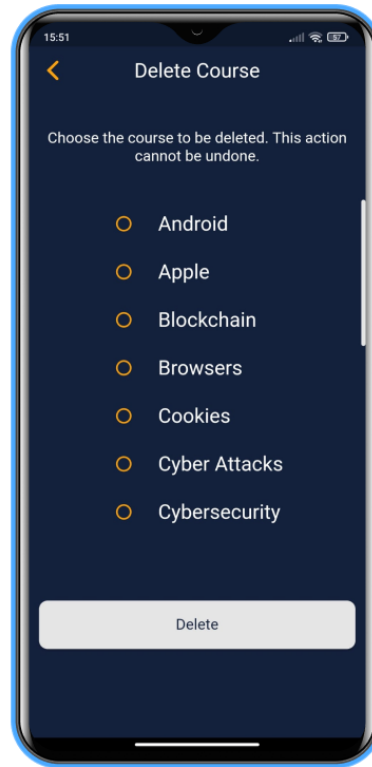 15:51
57
Delete Course
Choose the course to be deleted. This action
cannot be undone.
Android
Apple
Blockchain
Browsers
Cookies
Cyber Attacks
Cybersecurity
Delete